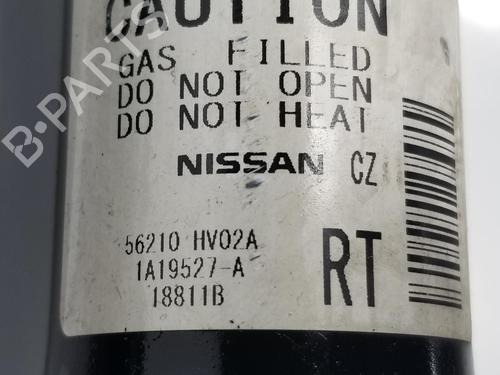 CAUTION
GAS FILLED
DO NOT OPEN
DO NOT HEAT
NISSAN CZ
56210 HV02A
1A19527-A
18811B
RT
B-PARTS